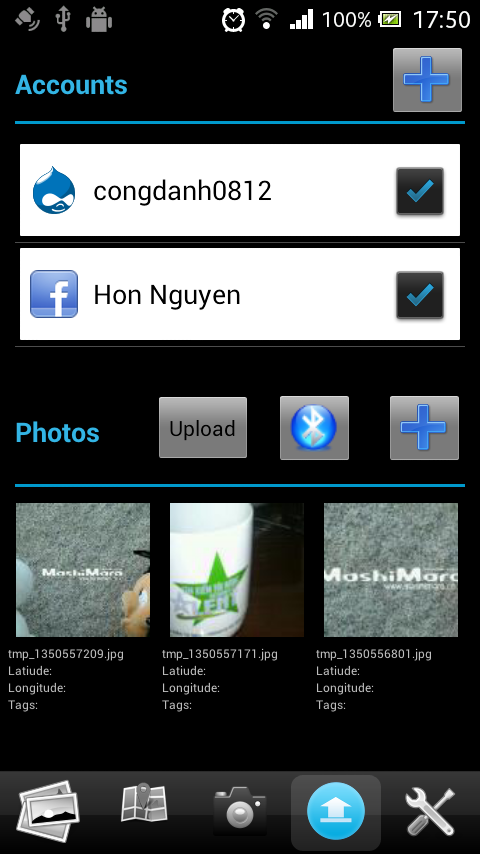 100% 17:50
Accounts
congdanh0812
Hon Nguyen
Photos
Upload
MashiMaro
MashiMaro
tmp_1350557209.jpg
Latiude:
Longitude:
Tags:
tmp_1350557171.jpg
Latiude:
Longitude:
Tags:
tmp_1350556801.jpg
Latiude:
Longitude:
Tags: